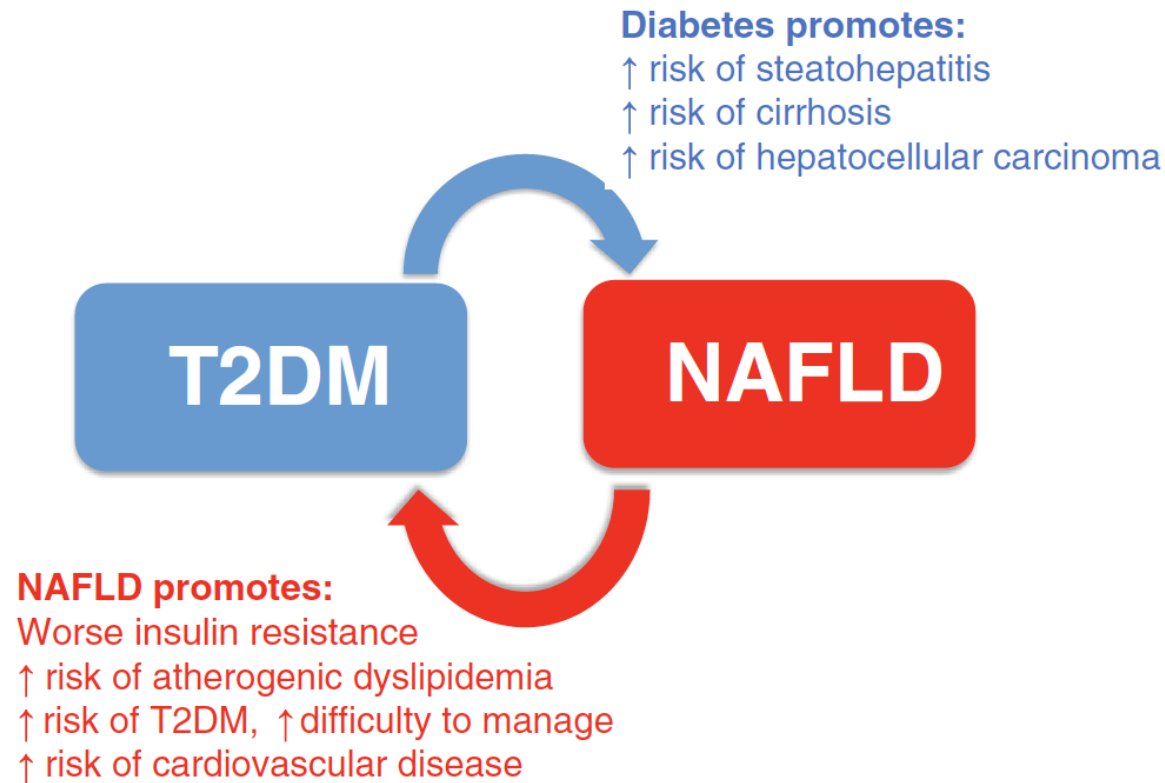 Diabetes promotes:
↑ risk of steatohepatitis
↑ risk of cirrhosis
↑ risk of hepatocellular carcinoma
T2DM
NAFLD
NAFLD promotes:
Worse insulin resistance
↑ risk of atherogenic dyslipidemia
↑ risk of T2DM, ↑ difficulty to manage
↑ risk of cardiovascular disease